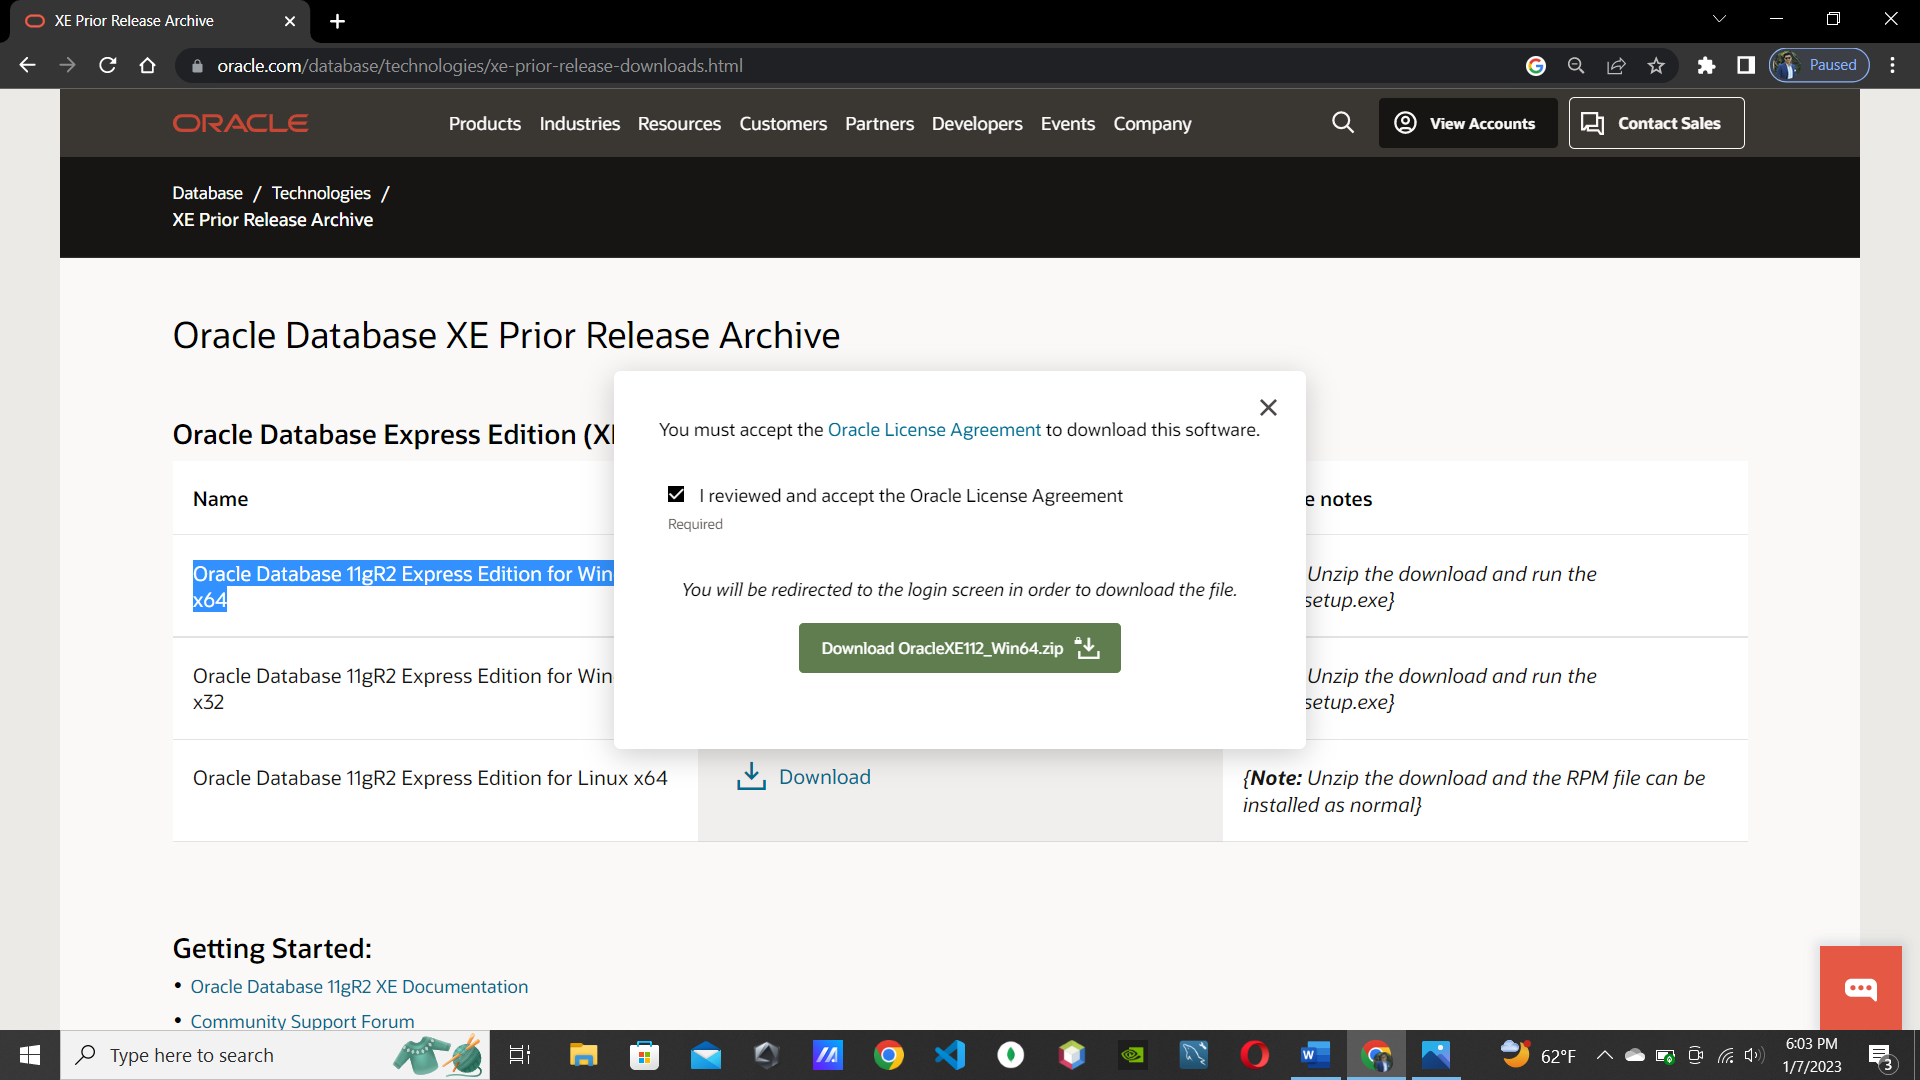 XE Prior Release Archive
oracle.com/database/technologies/xe-prior-release-downloads.html
Paused
ORACLE
Products Industries Resources Customers Partners Developers Events Company
View Accounts
Contact Sales
Database / Technologies /
XE Prior Release Archive
Oracle Database XE Prior Release Archive
Oracle Database Express Edition (XE
You must accept the Oracle License Agreement to download this software.
I reviewed and accept the Oracle License Agreement
Required
You will be redirected to the login screen in order to download the file.
Download OracleXE112_Win64.zip
Name
e notes
Oracle Database 11gR2 Express Edition for Win
x64
Unzip the download and run the
setup.exe}
Oracle Database 11gR2 Express Edition for Win
x32
Unzip the download and run the
setup.exe}
Oracle Database 11gR2 Express Edition for Linux x64
Download
{Note: Unzip the download and the RPM file can be
installed as normal}
Getting Started:
• Oracle Database 11gR2 XE Documentation
• Community Support Forum
Type here to search
62°F
6:03 PM
1/7/2023
3